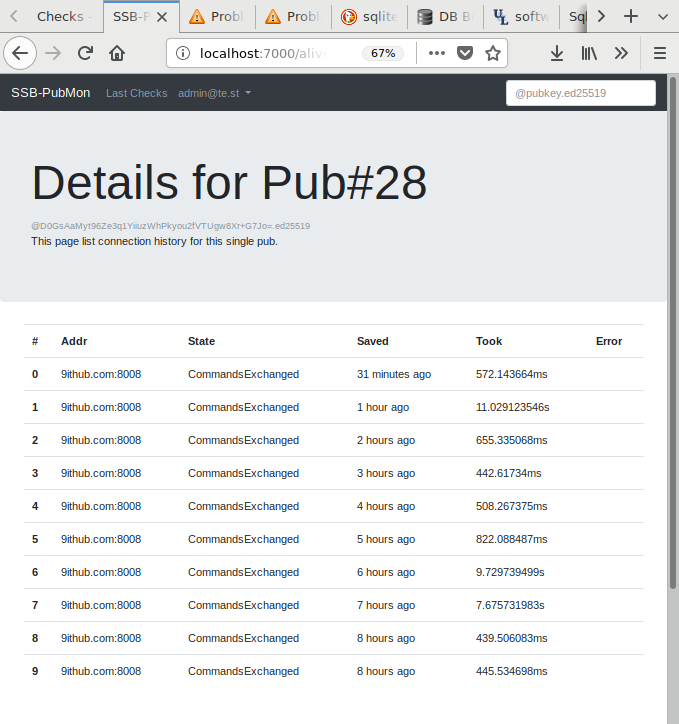 Checks -
SSB-P
Probl
Probl
sqlite
DB B
softw
Sql
localhost:7000/aliv
67%
SSB-PubMon
Last Checks
admin@te.st
@pubkey.ed25519
Details for Pub#28
@D0GsAaMyt96Ze3q1YiiuzWhPkyou2fVTUgw8Xr+G7Jo=.ed25519
This page list connection history for this single pub.
# Addr State Saved Took Error
0 9ithub.com:8008 CommandsExchanged 31 minutes ago 572.143664ms
1 9ithub.com:8008 CommandsExchanged 1 hour ago 11.029123546s
2 9ithub.com:8008 CommandsExchanged 2 hours ago 655.335068ms
3 9ithub.com:8008 CommandsExchanged 3 hours ago 442.61734ms
4 9ithub.com:8008 CommandsExchanged 4 hours ago 508.267375ms
5 9ithub.com:8008 CommandsExchanged 5 hours ago 822.088487ms
6 9ithub.com:8008 CommandsExchanged 6 hours ago 9.729739499s
7 9ithub.com:8008 CommandsExchanged 7 hours ago 7.675731983s
8 9ithub.com:8008 CommandsExchanged 8 hours ago 439.506083ms
9 9ithub.com:8008 CommandsExchanged 8 hours ago 445.534698ms